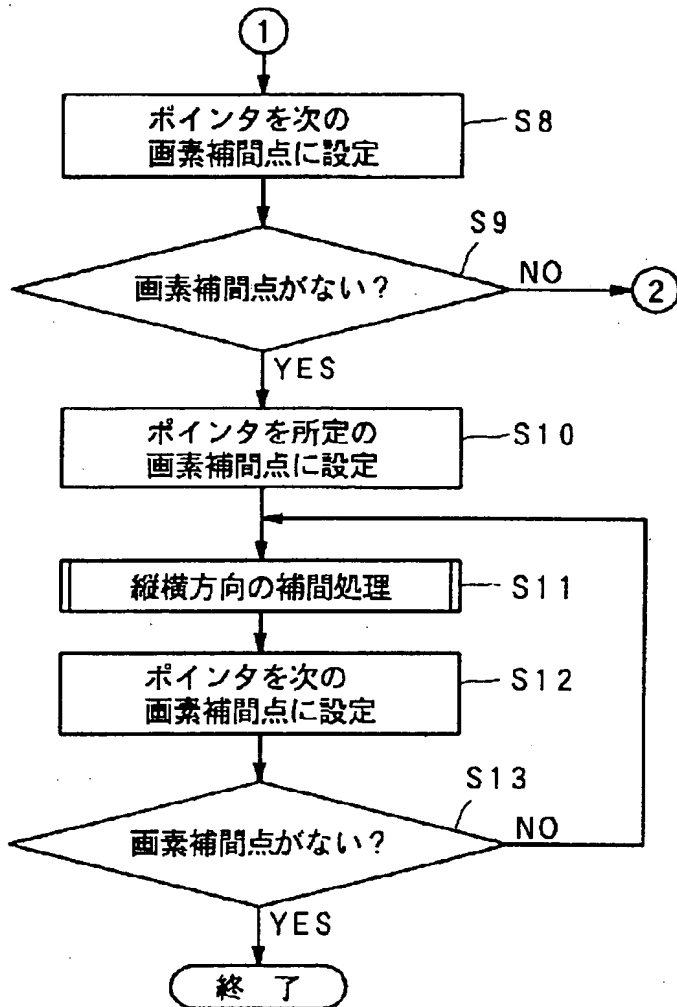 1
ポインタを次の
画素補間点に設定
S8
S9
画素補間点がない?
NO
2
YES
ポインタを所定の
画素補間点に設定
S10
縦横方向の補間処理
S11
ポインタを次の
画素補間点に設定
S12
S13
画素補間点がない?
NO
YES
終 了